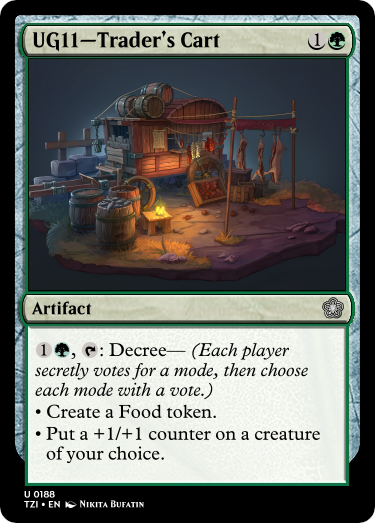 UG11—Trader's Cart 1
Artifact
1, : Decree— (Each player
secretly votes for a mode, then choose
each mode with a vote.)
• Create a Food token.
• Put a +1/+1 counter on a creature
of your choice.
U 0188
TZI • EN Nikita Bufatin